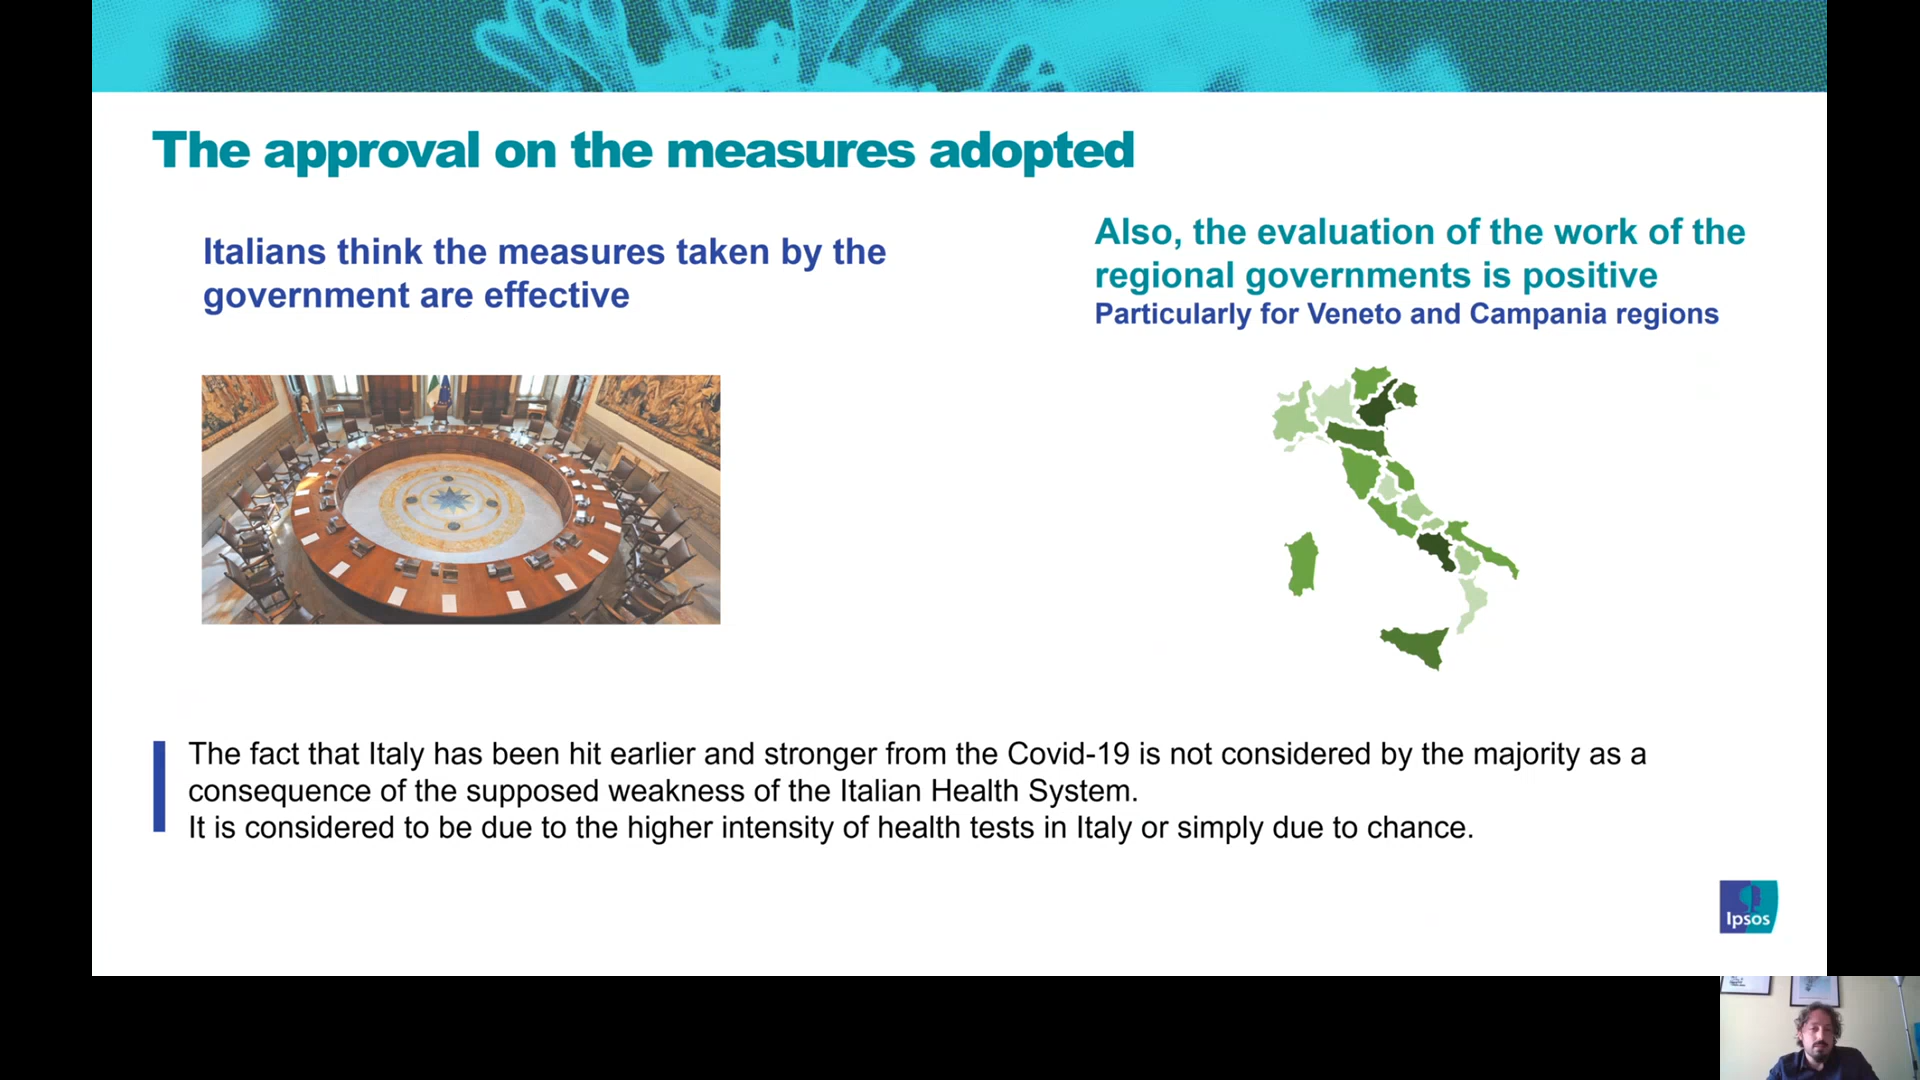 The approval on the measures adopted
Italians think the measures taken by the
government are effective
Also, the evaluation of the work of the
regional governments is positive
Particularly for Veneto and Campania regions
The fact that Italy has been hit earlier and stronger from the Covid-19 is not considered by the majority as a
consequence of the supposed weakness of the Italian Health System.
It is considered to be due to the higher intensity of health tests in Italy or simply due to chance.
Ipsos